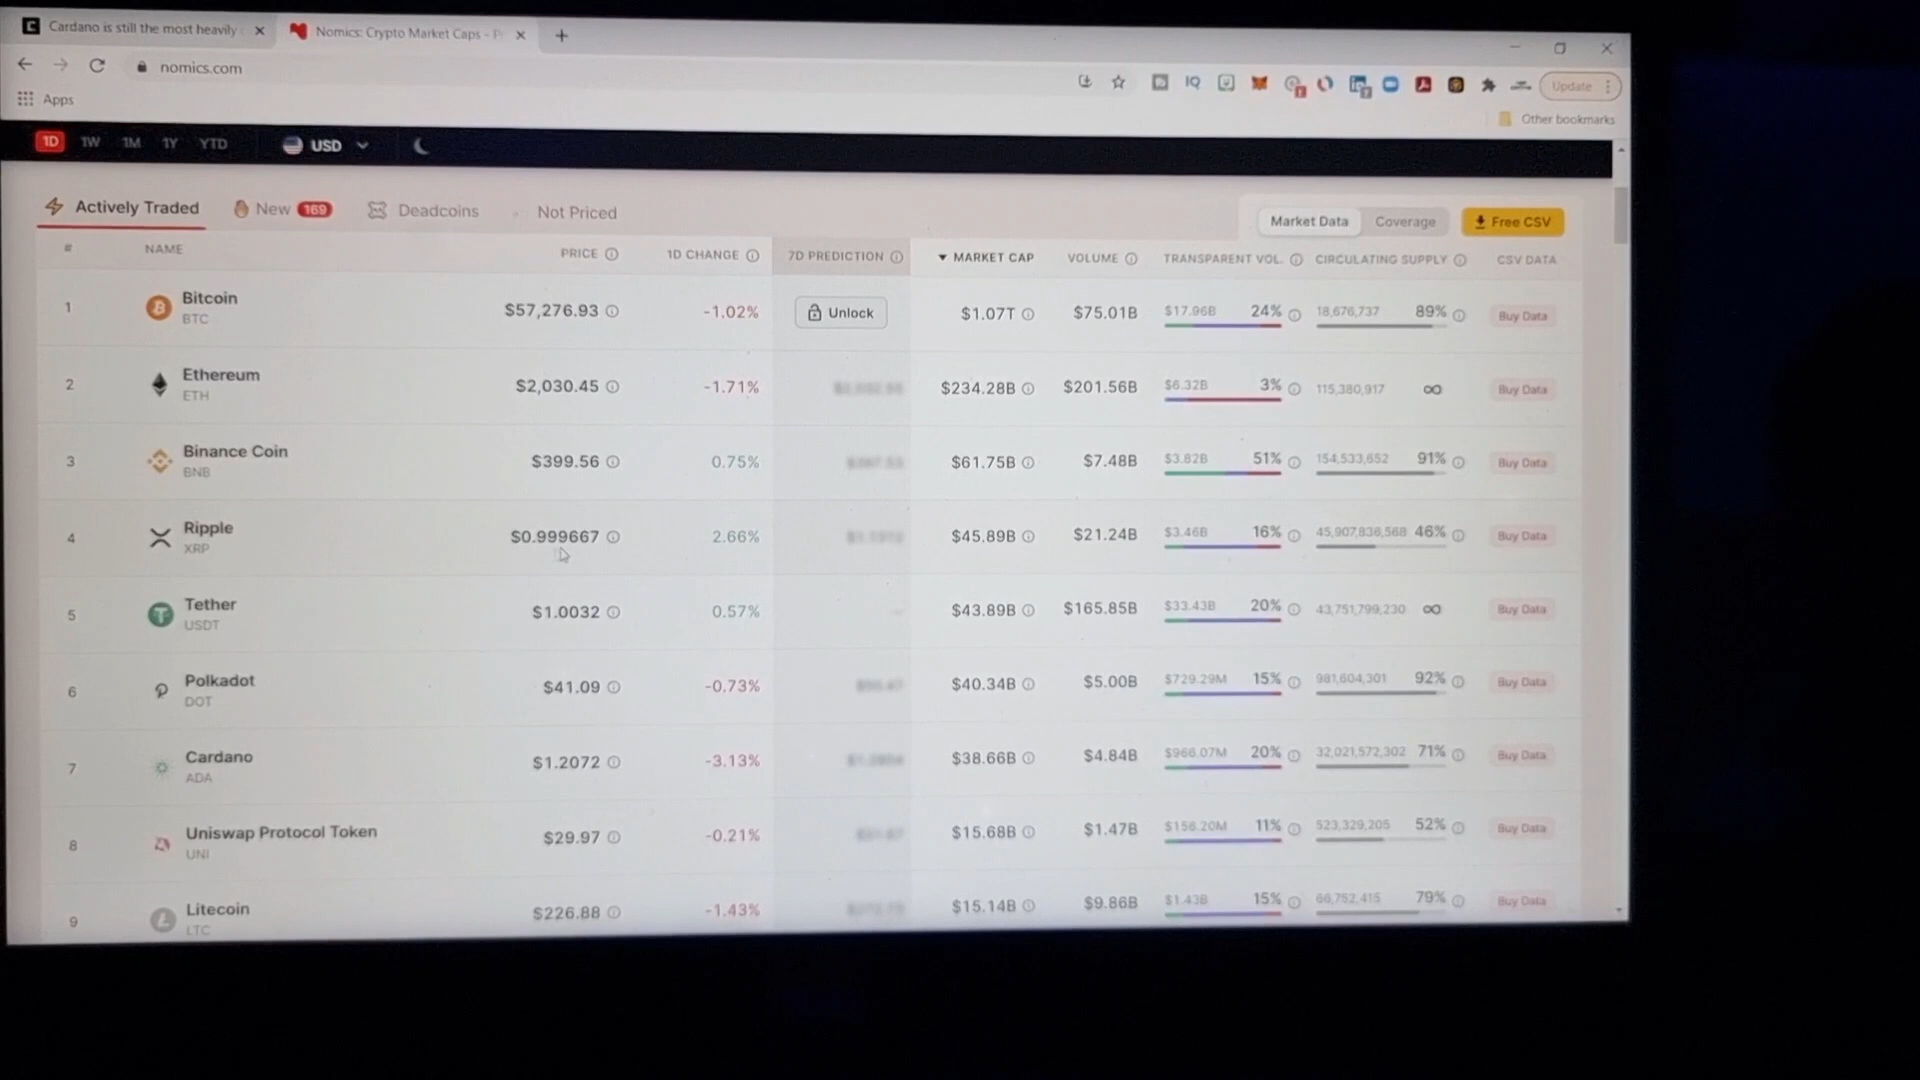 Cardano is still the most heavily
Nomics: Crypto Market Caps - P
nomics.com
Update
Apps
Other bookmarks
1D 1W 1M 1Y YTD USD
Actively Traded New 169 Deadcoins Not Priced Market Data Coverage Free CSV
# NAME PRICE 1D CHANGE 7D PREDICTION MARKET CAP VOLUME TRANSPARENT VOL. CIRCULATING SUPPLY CSV DATA
1 Bitcoin BTC $57,276.93 -1.02% Unlock $1.07T $75.01B $17.96B 24% 18,676,737 89% Buy Data
2 Ethereum ETH $2,030.45 -1.71% $234.28B $201.56B $6.32B 3% 115,380,917 ∞ Buy Data
3 Binance Coin BNB $399.56 0.75% $61.75B $7.48B $3.82B 51% 154,533,652 91% Buy Data
4 Ripple XRP $0.999667 2.66% $45.89B $21.24B $3.46B 16% 45,907,838,568 46% Buy Data
5 Tether USDT $1.0032 0.57% $43.89B $165.85B $33.43B 20% 43,751,799,230 ∞ Buy Data
6 Polkadot DOT $41.09 -0.73% $40.34B $5.00B $729.29M 15% 981,604,301 92% Buy Data
7 Cardano ADA $1.2072 -3.13% $38.66B $4.84B $966.07M 20% 32,021,572,302 71% Buy Data
8 Uniswap Protocol Token UNI $29.97 -0.21% $15.68B $1.47B $156.20M 11% 523,329,205 52% Buy Data
9 Litecoin LTC $226.88 -1.43% $15.14B $9.86B $1.43B 15% 66,752,415 79% Buy Data